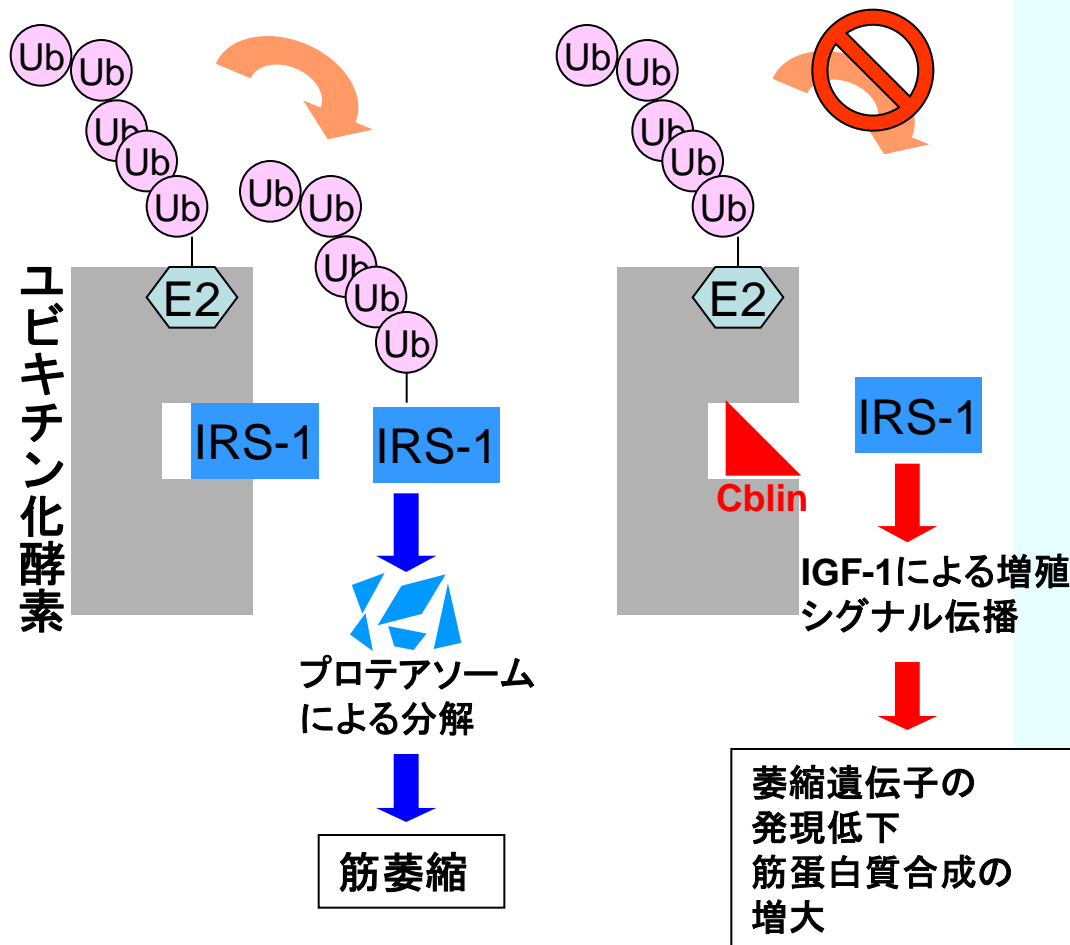 Ub
Ub
Ub
Ub
Ub
E2
ユビキチン化酵素
IRS-1
Ub
Ub
Ub
Ub
Ub
IRS-1
プロテアソーム
による分解
筋萎縮
Ub
Ub
Ub
Ub
Ub
E2
Cblin
IRS-1
IGF-1による増殖
シグナル伝播
萎縮遺伝子の
発現低下
筋蛋白質合成の
増大